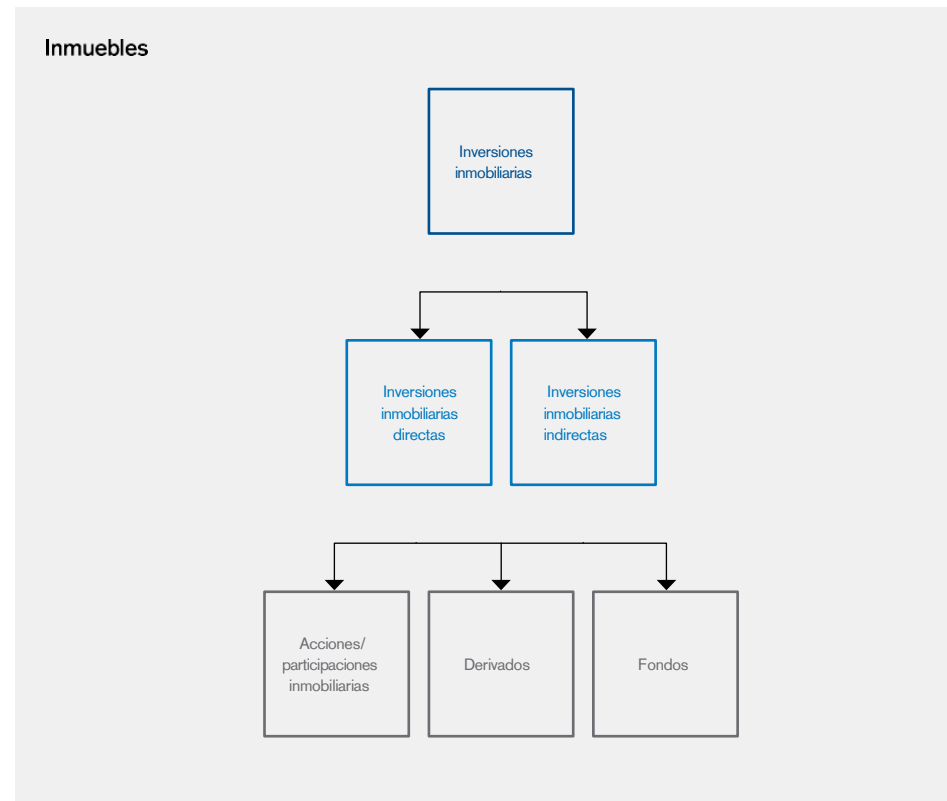 Inmuebles
Inversiones
inmobiliarias
Inversiones
inmobiliarias
directas
Inversiones
inmobiliarias
indirectas
Acciones/
participaciones
inmobiliarias
Derivados
Fondos